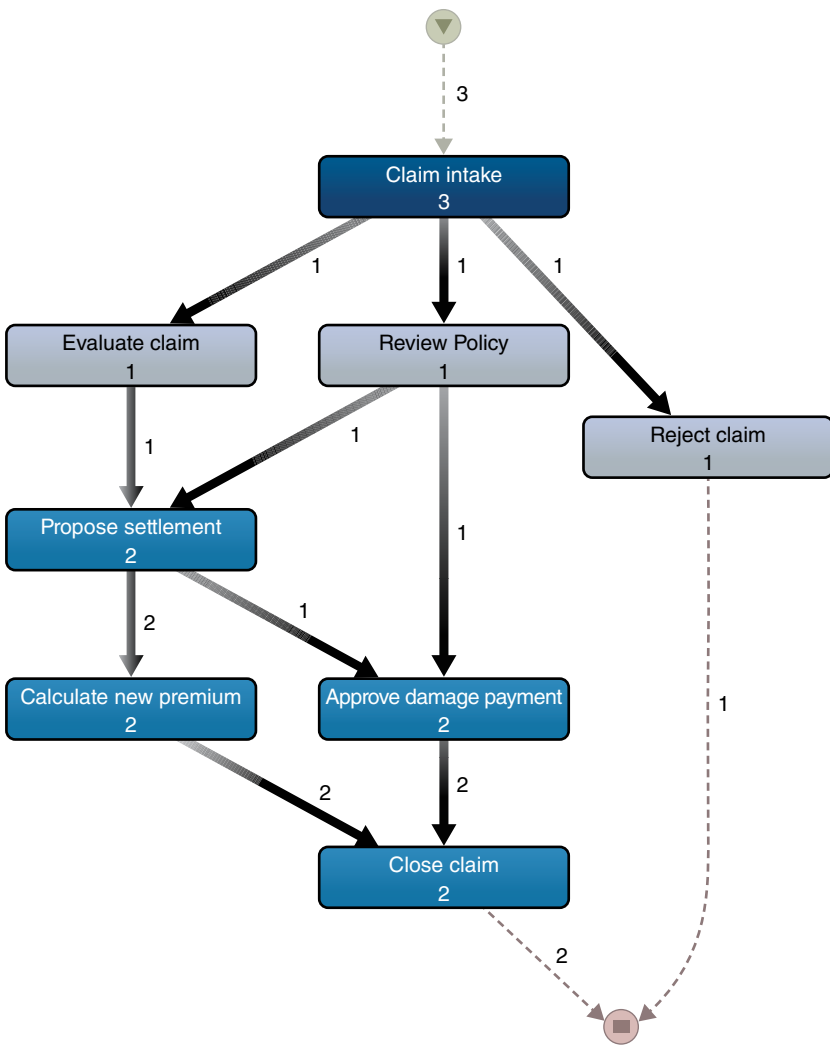 3
Claim intake
3
1
1
1
Evaluate claim
1
Review Policy
1
Reject claim
1
1
1
1
Propose settlement
2
2
1
1
Calculate new premium
2
Approve damage payment
2
2
2
Close claim
2
2